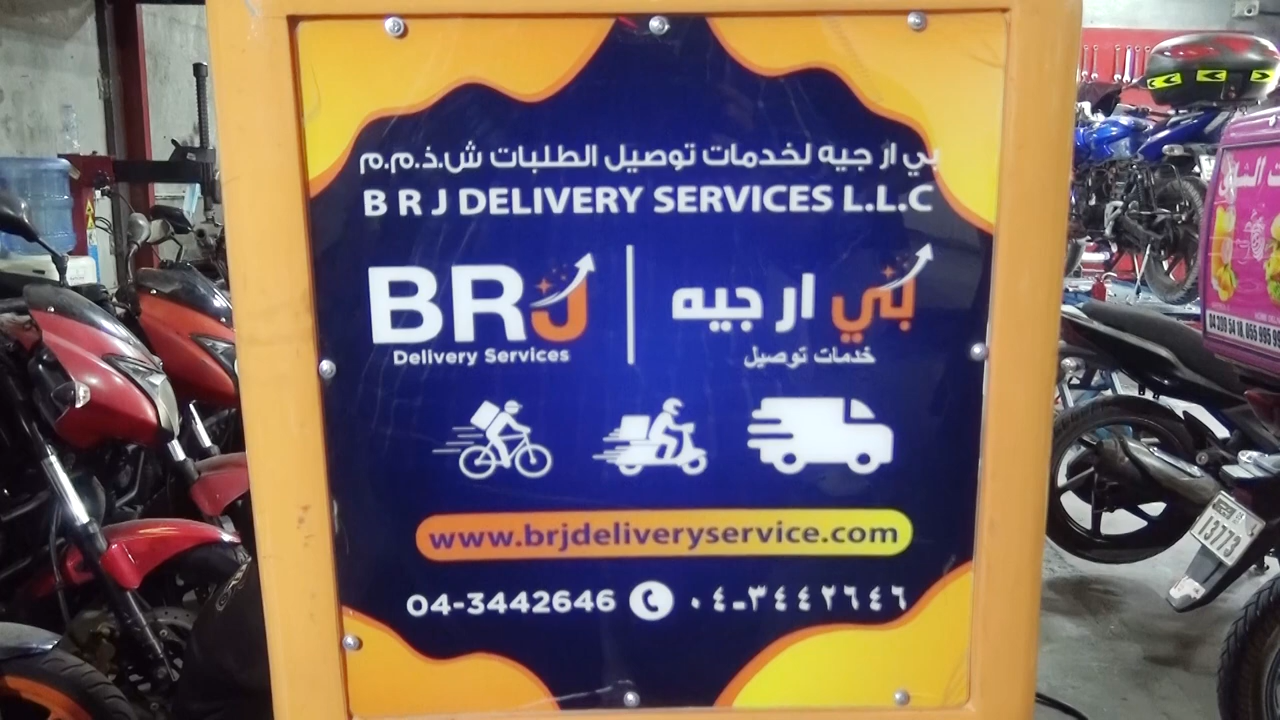 بي ار جيه لخدمات توصيل الطلبات ش.ذ.م.م
B R J DELIVERY SERVICES L.L.C
BRJ
Delivery Services
بي ار جيه
خدمات توصيل
www.brjdeliveryservice.com
04-3442646
٠٤-٣٤٤٢٦٤٦
13773